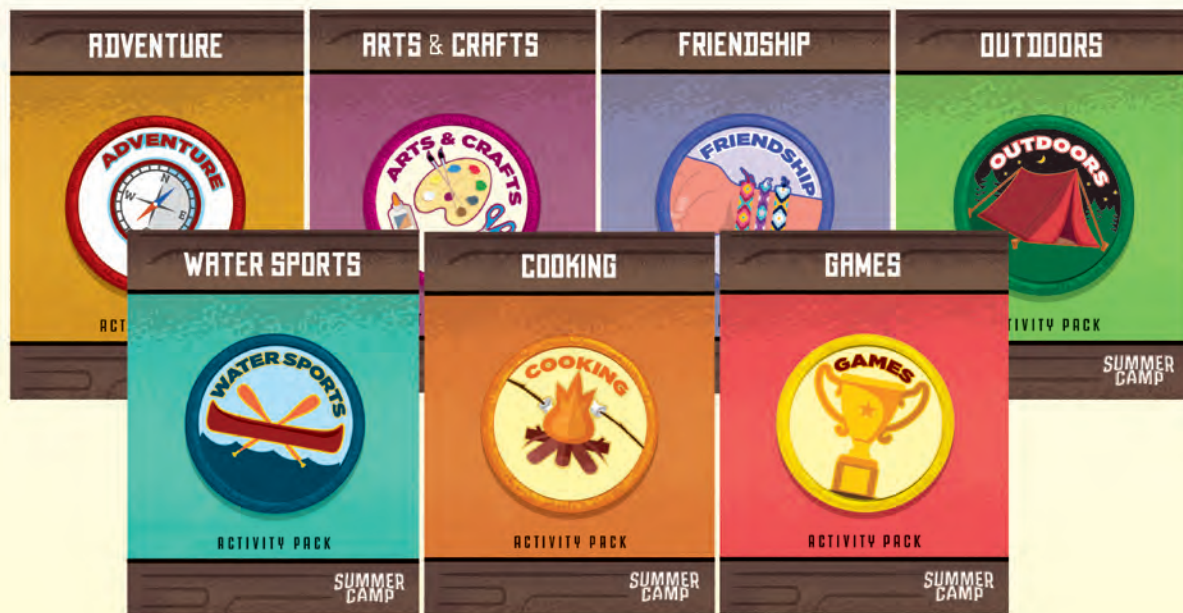 ADVENTURE
ADVENTURE
N
W
E
ARTS & CRAFTS
ARTS & CRAFTS
FRIENDSHIP
FRIENDSHIP
OUTDOORS
OUTDOORS
ACTIVITY PACK
SUMMER
CAMP
WATER SPORTS
WATER SPORTS
ACTIVITY PACK
SUMMER
CAMP
COOKING
COOKING
ACTIVITY PACK
SUMMER
CAMP
GAMES
GAMES
ACTIVITY PACK
SUMMER
CAMP